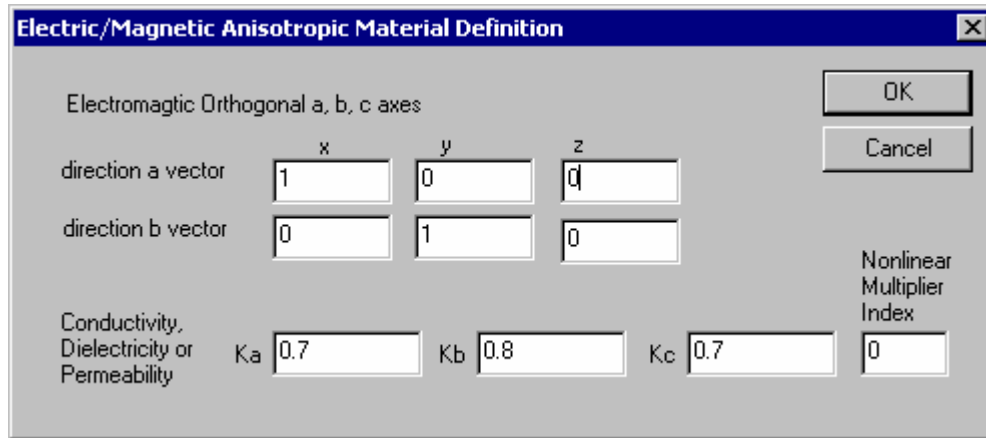 Electric/Magnetic Anisotropic Material Definition
OK
Electromagtic Orthogonal a, b, c axes
Cancel
x y z
direction a vector 1 0 0
direction b vector 0 1 0
Nonlinear
Multiplier
Index
Conductivity,
Dielectricity or
Permeability
Ka 0.7 Kb 0.8 Kc 0.7 0